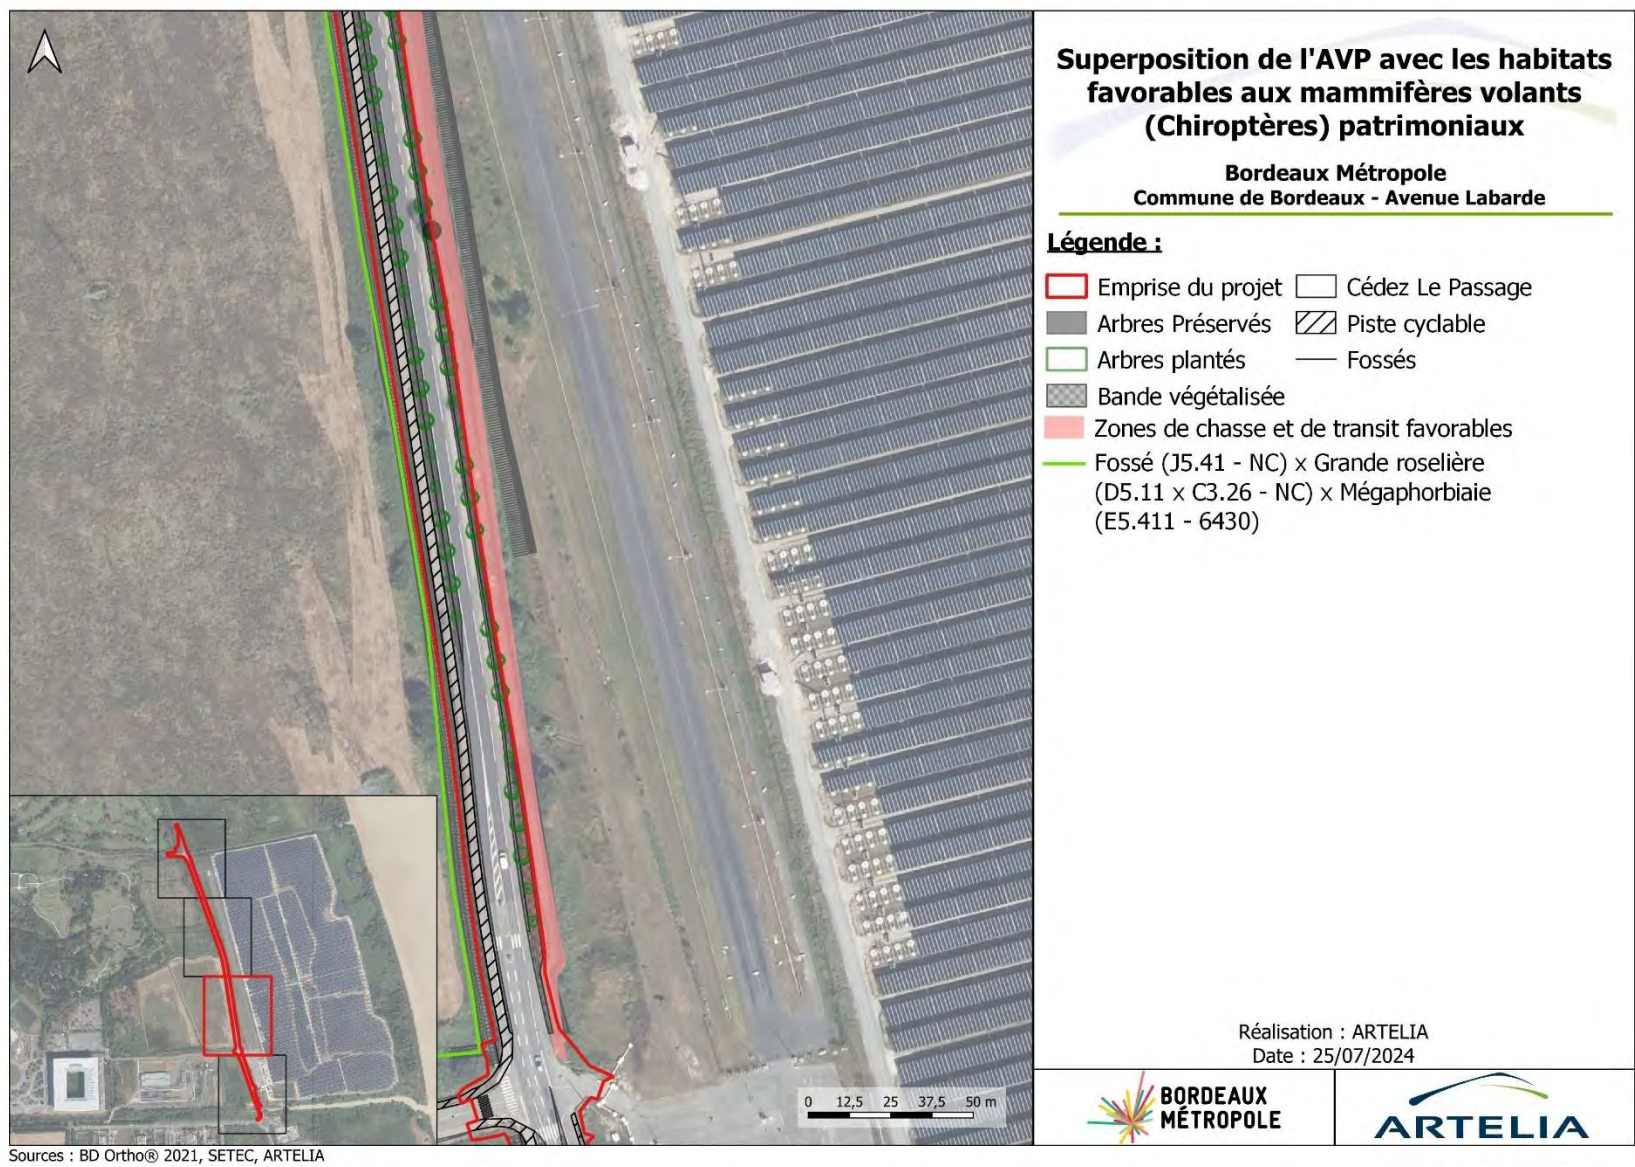 Superposition de l'AVP avec les habitats
favorables aux mammifères volants
(Chiroptères) patrimoniaux
Bordeaux Métropole
Commune de Bordeaux - Avenue Labarde
Légende :
Emprise du projet
Cédez Le Passage
Arbres Préservés
Piste cyclable
Arbres plantés
Fossés
Bande végétalisée
Zones de chasse et de transit favorables
Fossé (J5.41 - NC) x Grande roselière
(D5.11 x C3.26 - NC) x Mégaphorbiaie
(E5.411 - 6430)
Réalisation : ARTELIA
Date : 25/07/2024
0 12,5 25 37,5 50 m
BORDEAUX
MÉTROPOLE
ARTELIA
Sources : BD Ortho® 2021, SETEC, ARTELIA